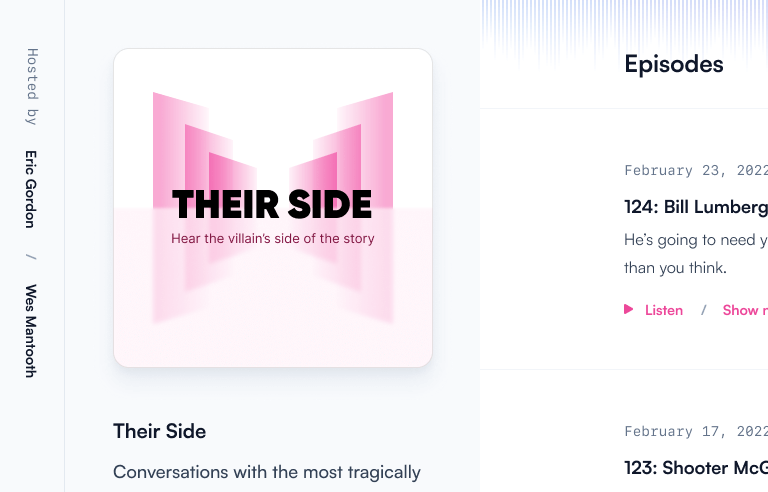 Hosted by Eric Gordon / Wes Mantooth
THEIR SIDE
Hear the villain's side of the story
Their Side
Conversations with the most tragically
Episodes
February 23, 2022
124: Bill Lumberg
He's going to need y
than you think.
Listen / Show
February 17, 2022
123: Shooter McG